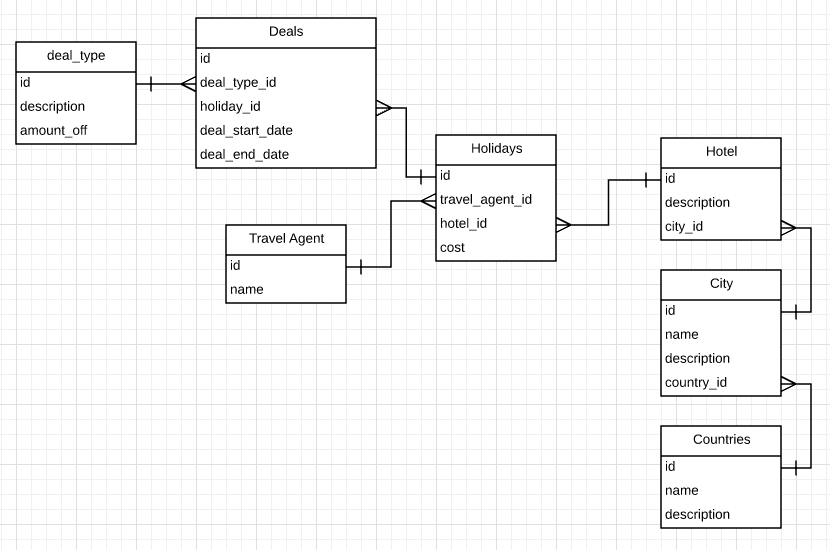 deal_type
id
description
amount_off
Deals
id
deal_type_id
holiday_id
deal_start_date
deal_end_date
Travel Agent
id
name
Holidays
id
travel_agent_id
hotel_id
cost
Hotel
id
description
city_id
City
id
name
description
country_id
Countries
id
name
description